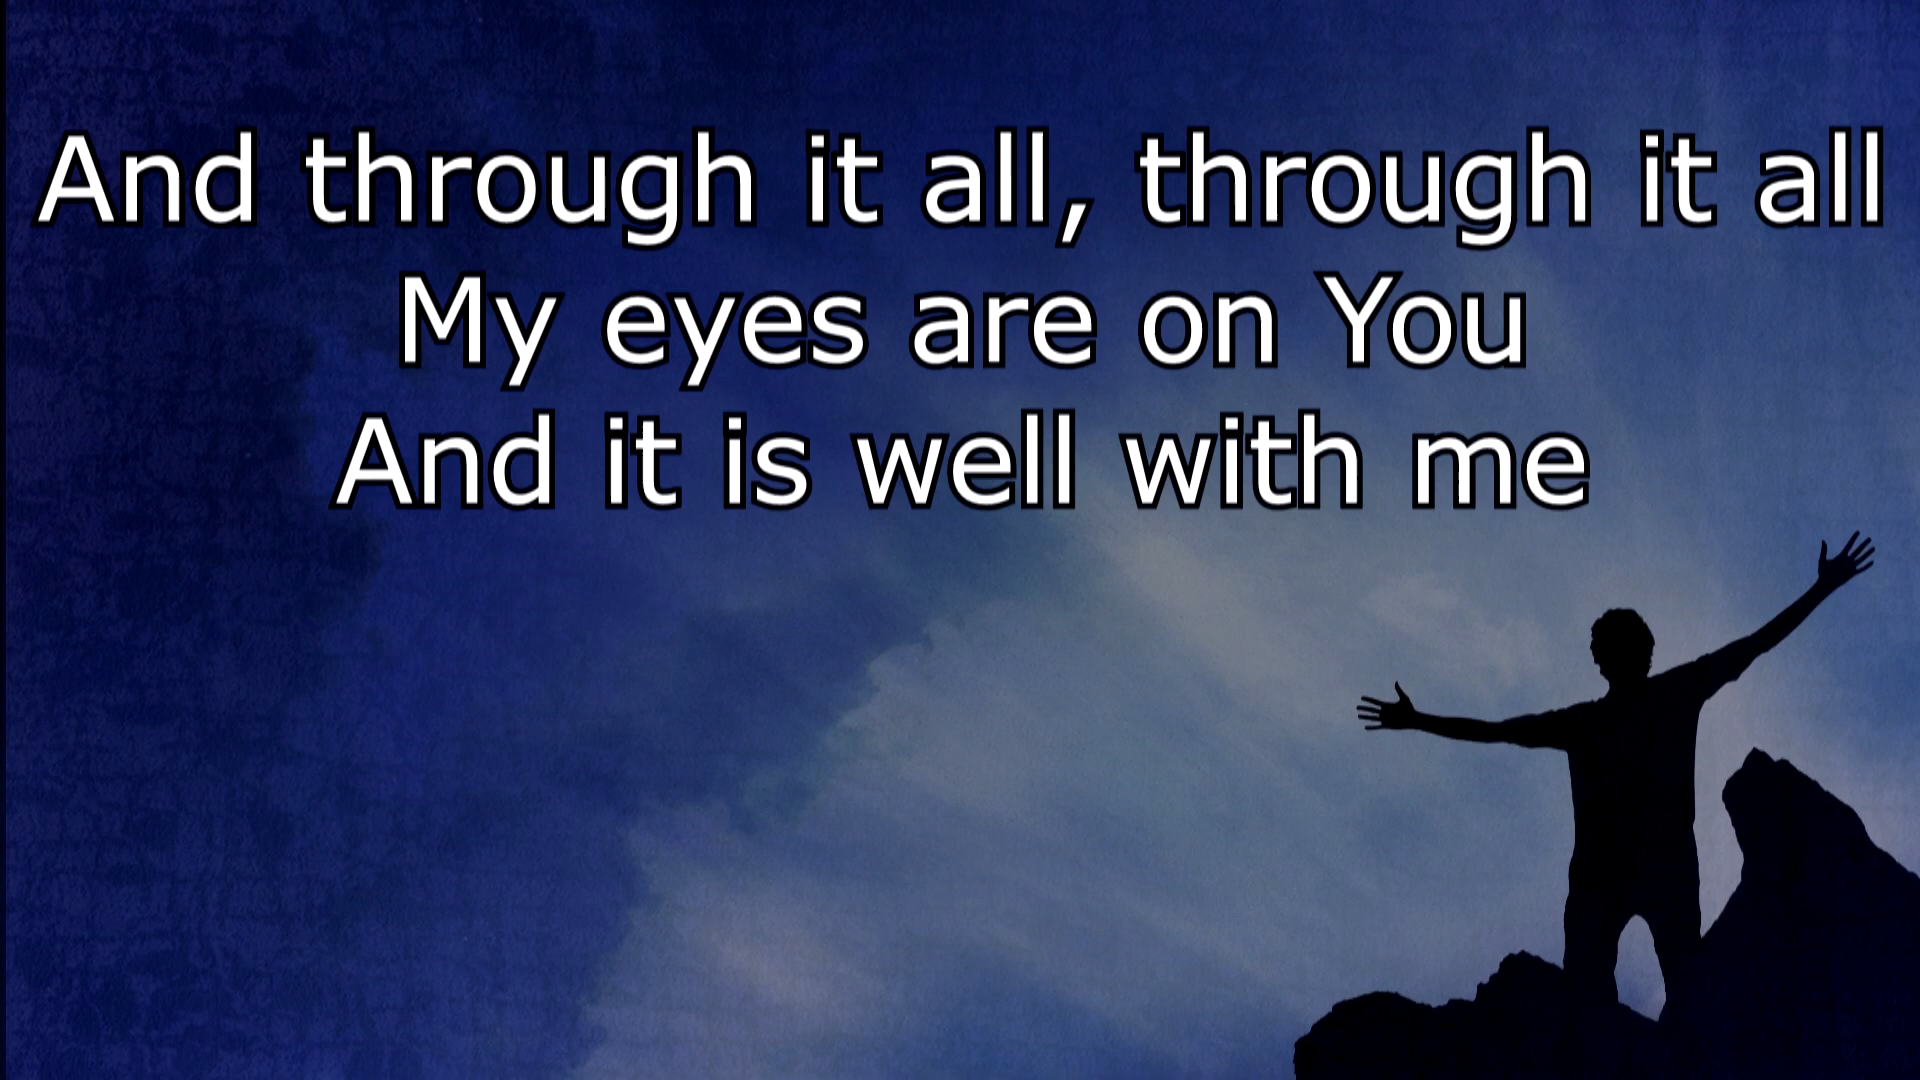 And through it all, through it all
My eyes are on You
And it is well with me